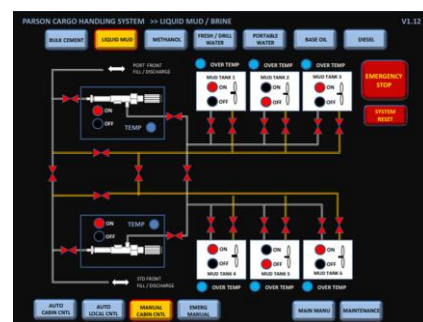 PARSON CARGO HANDLING SYSTEM >> LIQUID MUD / BRINE V1.12
BULK CEMENT LIQUID MUD METHANOL FRESH / DRILL WATER PORTABLE WATER BASE OIL DIESEL
PORT FRONT
FILL / DISCHARGE
OVER TEMP OVER TEMP OVER TEMP
MUD TANK 1 MUD TANK 2 MUD TANK 3
ON ON ON
OFF OFF OFF
EMERGENCY STOP
SYSTEM RESET
ON
OFF
TEMP
ON TEMP
OFF
ON ON ON
OFF OFF OFF
MUD TANK 4 MUD TANK 5 MUD TANK 6
STD FRONT
FILL / DISCHARGE
OVER TEMP OVER TEMP OVER TEMP
AUTO CABIN CNTL AUTO LOCAL CNTL MANUAL CABIN CNTL EMERG MANUAL MAIN MANU MAINTENANCE